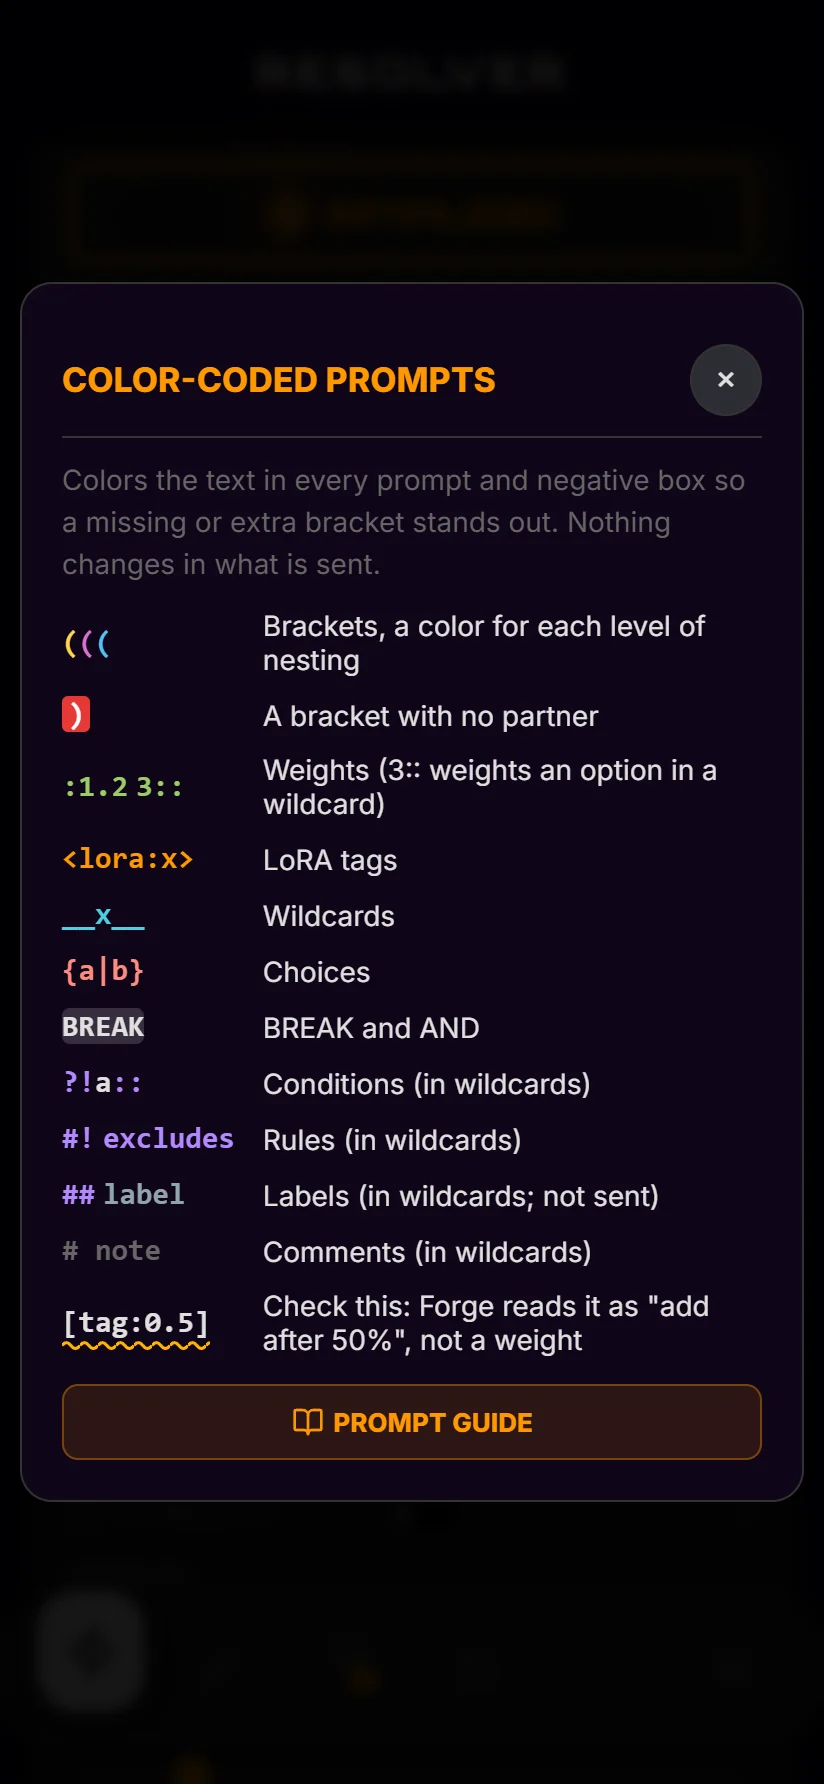 RESOLVER
COLOR-CODED PROMPTS
×
Colors the text in every prompt and negative box so
a missing or extra bracket stands out. Nothing
changes in what is sent.
((( Brackets, a color for each level of
nesting
) A bracket with no partner
:1.2 3:: Weights (3:: weights an option in a
wildcard)
<lora:x> LoRA tags
__x__ Wildcards
{a|b} Choices
BREAK BREAK and AND
?!a:: Conditions (in wildcards)
#! excludes Rules (in wildcards)
## label Labels (in wildcards; not sent)
# note Comments (in wildcards)
[tag:0.5] Check this: Forge reads it as "add
after 50%", not a weight
PROMPT GUIDE